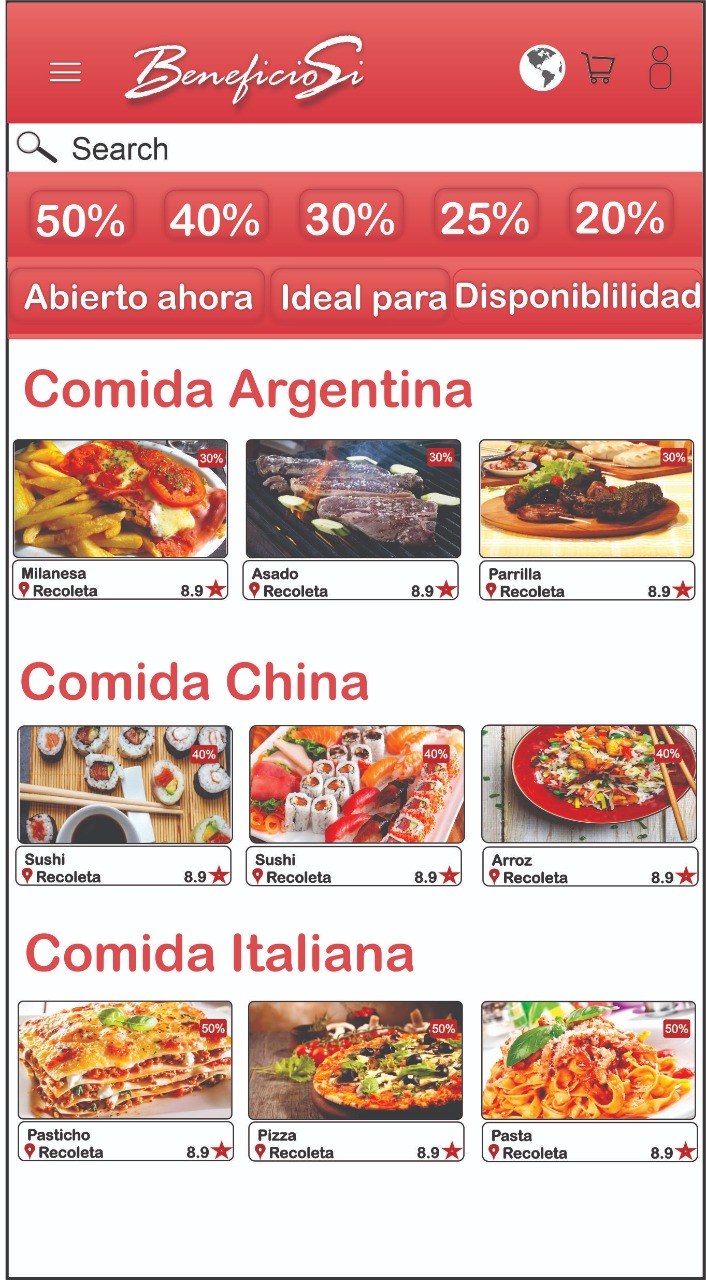 BeneficioSi
Search
50% 40% 30% 25% 20%
Abierto ahora Ideal para Disponiblilidad
Comida Argentina
30% 30% 30%
Milanesa Asado Parrilla
Recoleta 8.9 Recoleta 8.9 Recoleta 8.9
Comida China
40% 40% 40%
Sushi Sushi Arroz
Recoleta 8.9 Recoleta 8.9 Recoleta 8.9
Comida Italiana
50% 50% 50%
Pasticho Pizza Pasta
Recoleta 8.9 Recoleta 8.9 Recoleta 8.9